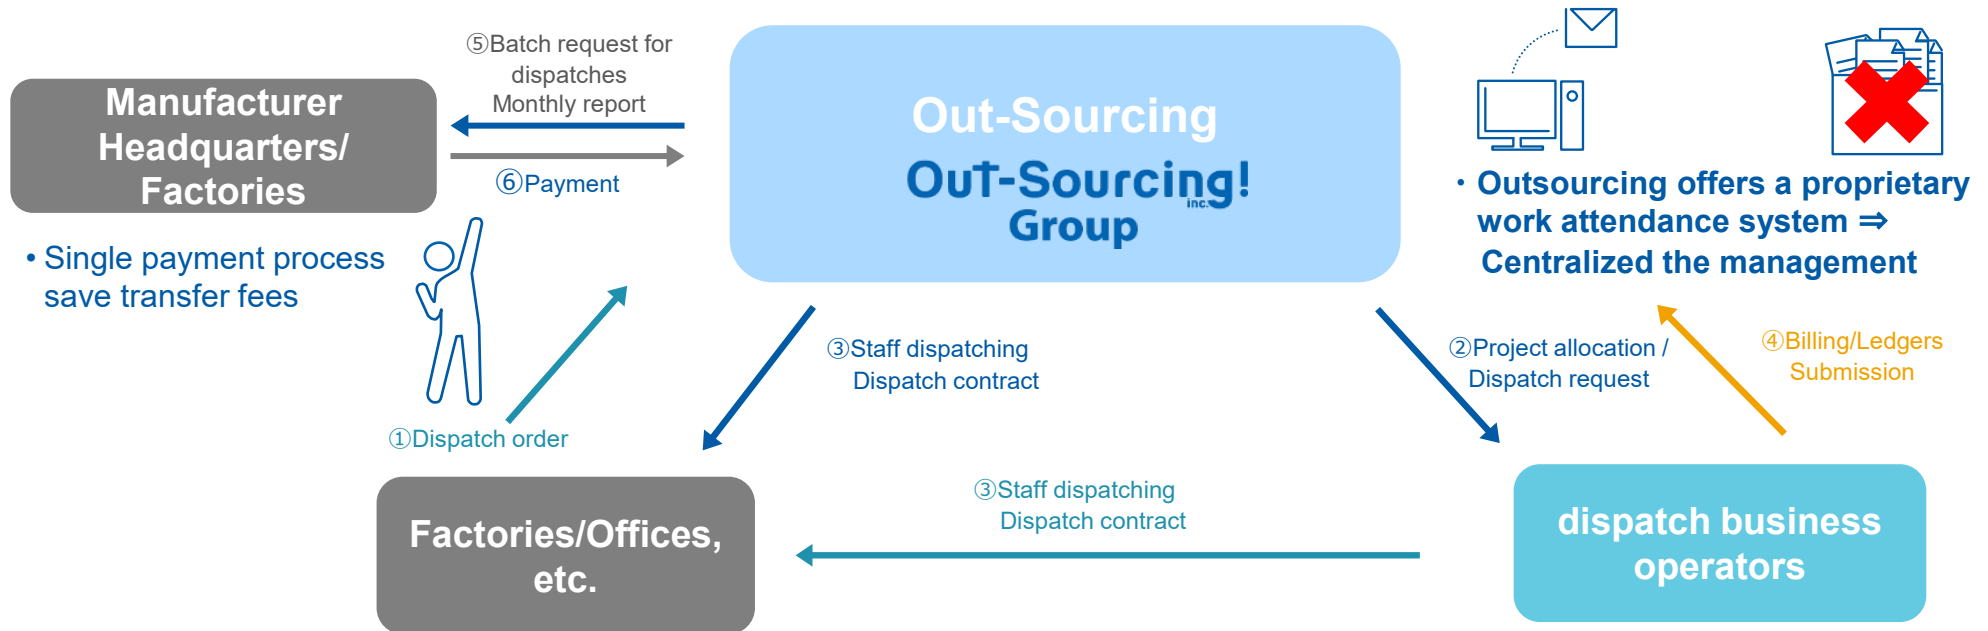 ⑤Batch request for
dispatches
Monthly report
Manufacturer
Headquarters/
Factories
⑥Payment
• Single payment process
save transfer fees
Out-Sourcing
OuT-Sourcing!
inc.
Group
・Outsourcing offers a proprietary
work attendance system ⇒
Centralized the management
③Staff dispatching
Dispatch contract
②Project allocation /
Dispatch request
④Billing/Ledgers
Submission
①Dispatch order
③Staff dispatching
Dispatch contract
Factories/Offices,
etc.
dispatch business
operators